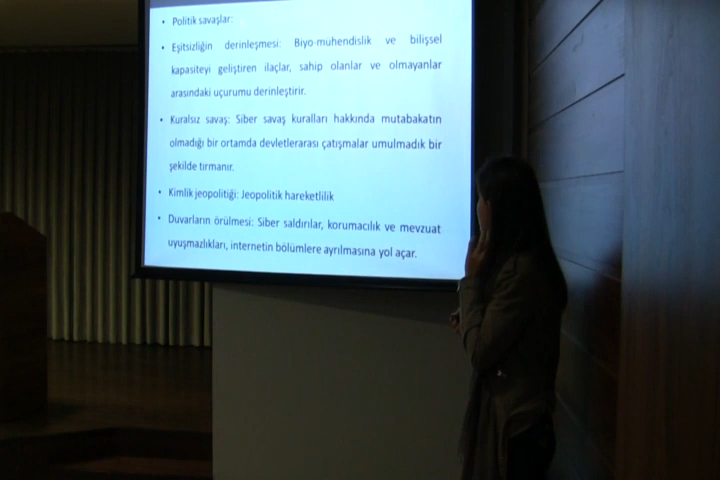 • Politik savaşlar:
• Eşitsizliğin derinleşmesi: Biyo-mühendislik ve bilişsel
kapasiteyi geliştiren ilaçlar, sahip olanlar ve olmayanlar
arasındaki uçurumu derinleştirir.
• Kuralsız savaş: Siber savaş kuralları hakkında mutabakatın
olmadığı bir ortamda devletlerarası çatışmalar umulmadık bir
şekilde tırmanır.
• Kimlik jeopolitiği: Jeopolitik hareketlilik
• Duvarların örülmesi: Siber saldırılar, korumacılık ve mevzuat
uyuşmazlıkları, internetin bölümlere ayrılmasına yol açar.